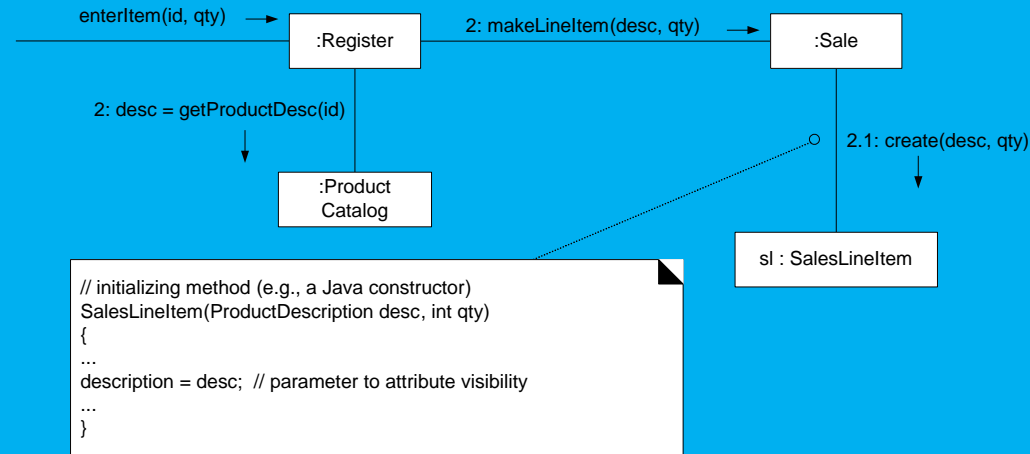 enterItem(id, qty)
:Register
2: makeLineItem(desc, qty)
:Sale
2: desc = getProductDesc(id)
2.1: create(desc, qty)
:Product
Catalog
sl : SalesLineItem
// initializing method (e.g., a Java constructor)
SalesLineItem(ProductDescription desc, int qty)
{
...
description = desc;  // parameter to attribute visibility
...
}